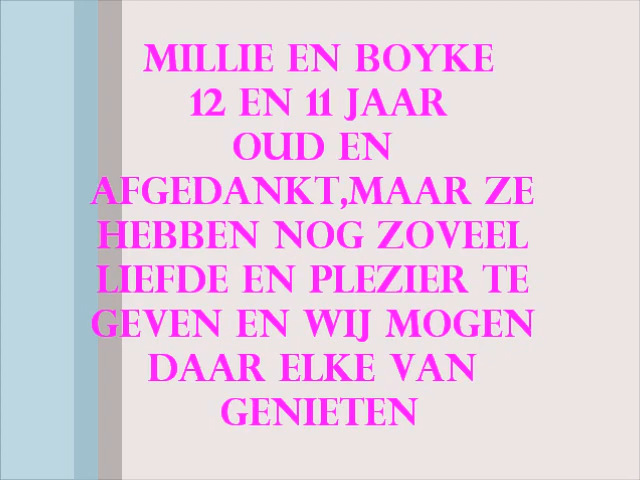 MILLIE EN BOYKE
12 EN 11 JAAR
OUD EN
AFGEDANKT,MAAR ZE
HEBBEN NOG ZOVEEL
LIEFDE EN PLEZIER TE
GEVEN EN WIJ MOGEN
DAAR ELKE VAN
GENIETEN